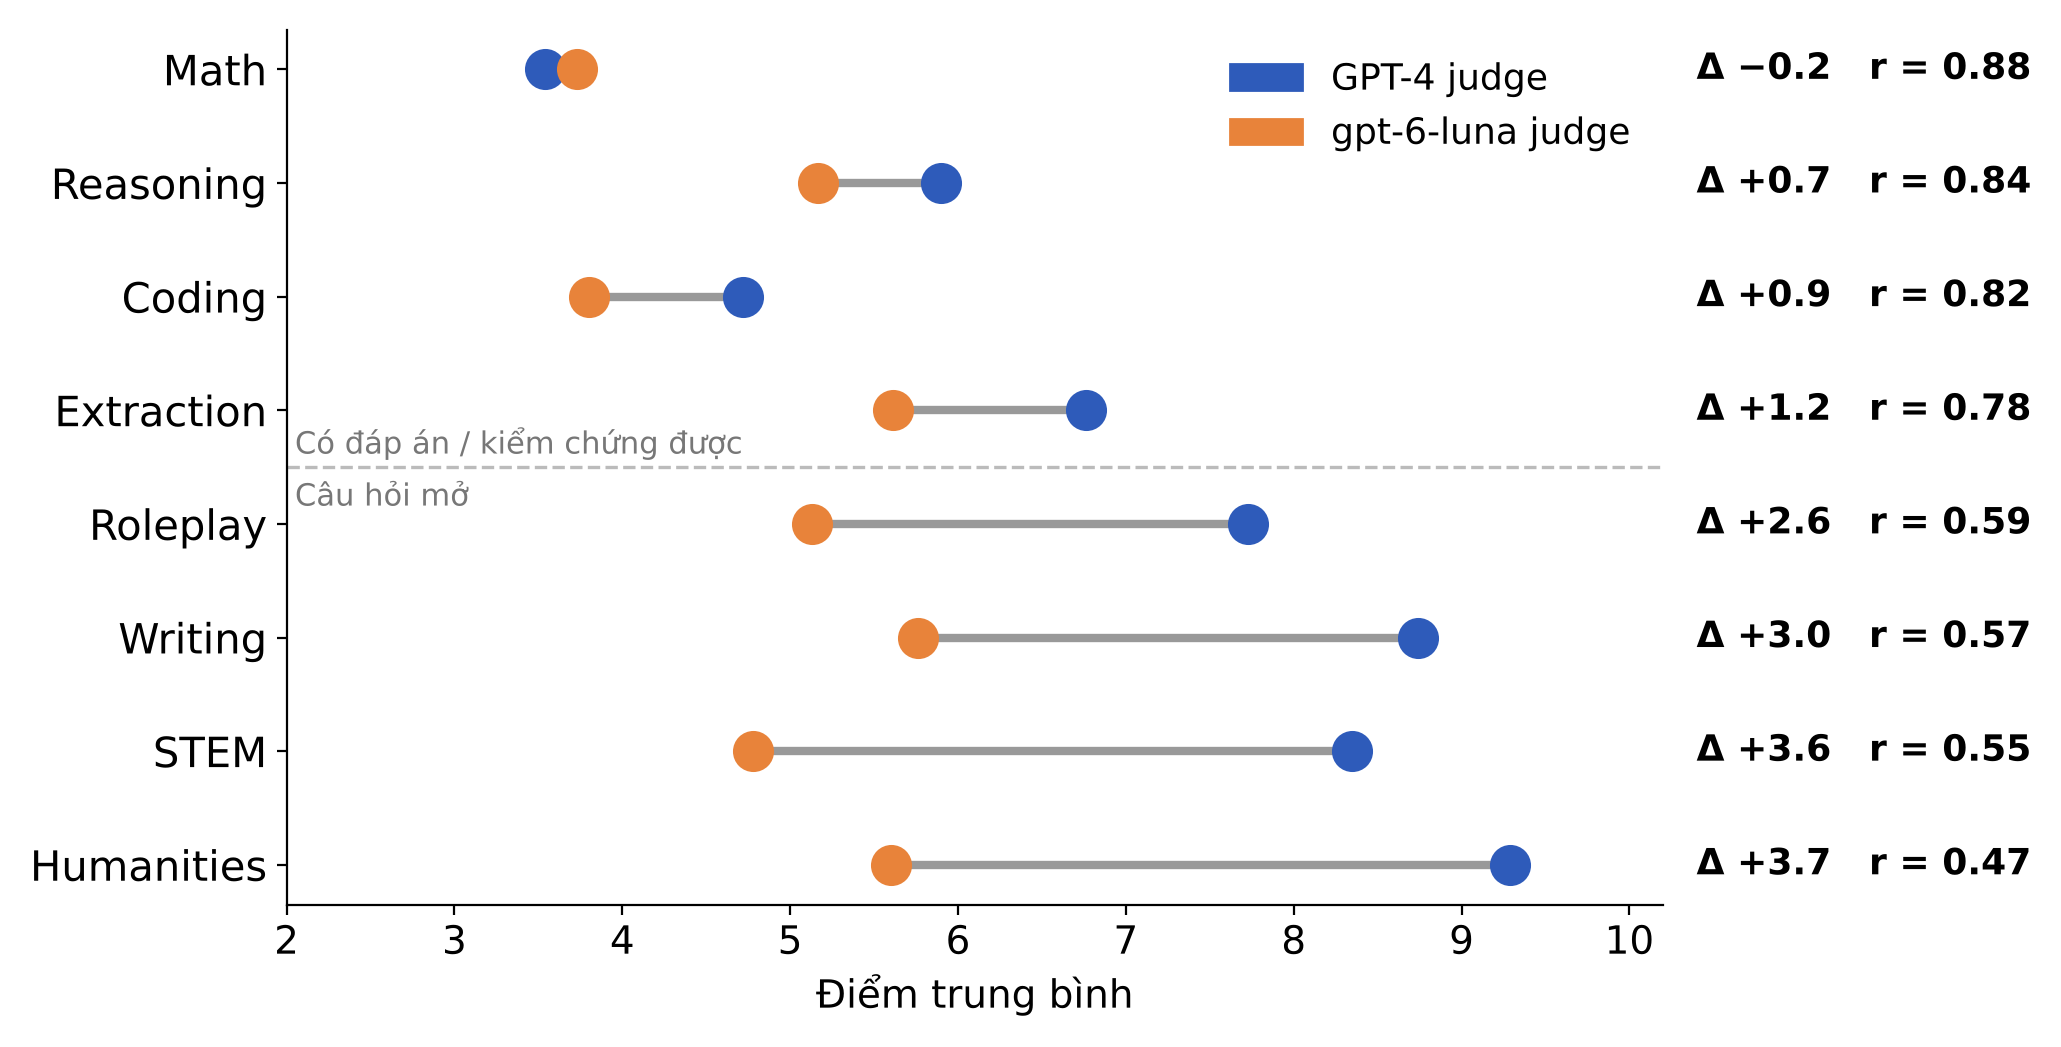 Math
GPT-4 judge
gpt-6-luna judge
Δ −0.2 r = 0.88
Reasoning
Δ +0.7 r = 0.84
Coding
Δ +0.9 r = 0.82
Extraction
Δ +1.2 r = 0.78
Có đáp án / kiểm chứng được
Câu hỏi mở
Roleplay
Δ +2.6 r = 0.59
Writing
Δ +3.0 r = 0.57
STEM
Δ +3.6 r = 0.55
Humanities
Δ +3.7 r = 0.47
2 3 4 5 6 7 8 9 10
Điểm trung bình